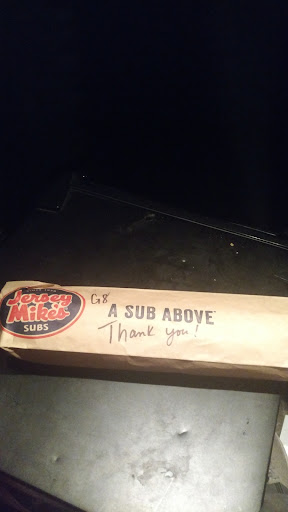 Jersey
Mike's
SUBS
G8
A SUB ABOVE
Thank you!